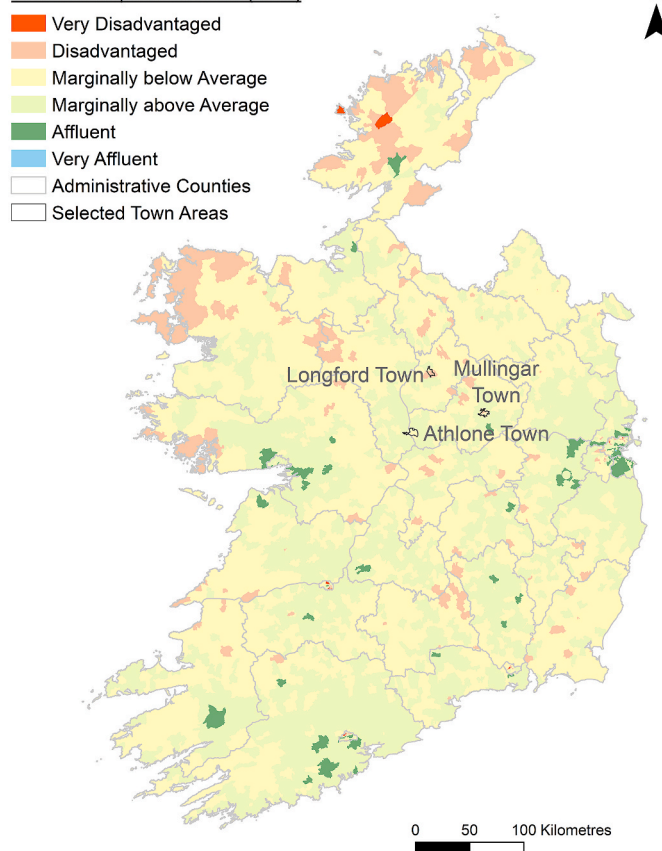 Very Disadvantaged
Disadvantaged
Marginally below Average
Marginally above Average
Affluent
Very Affluent
Administrative Counties
Selected Town Areas
Longford Town
Mullingar
Town
Athlone Town
0 50 100 Kilometres